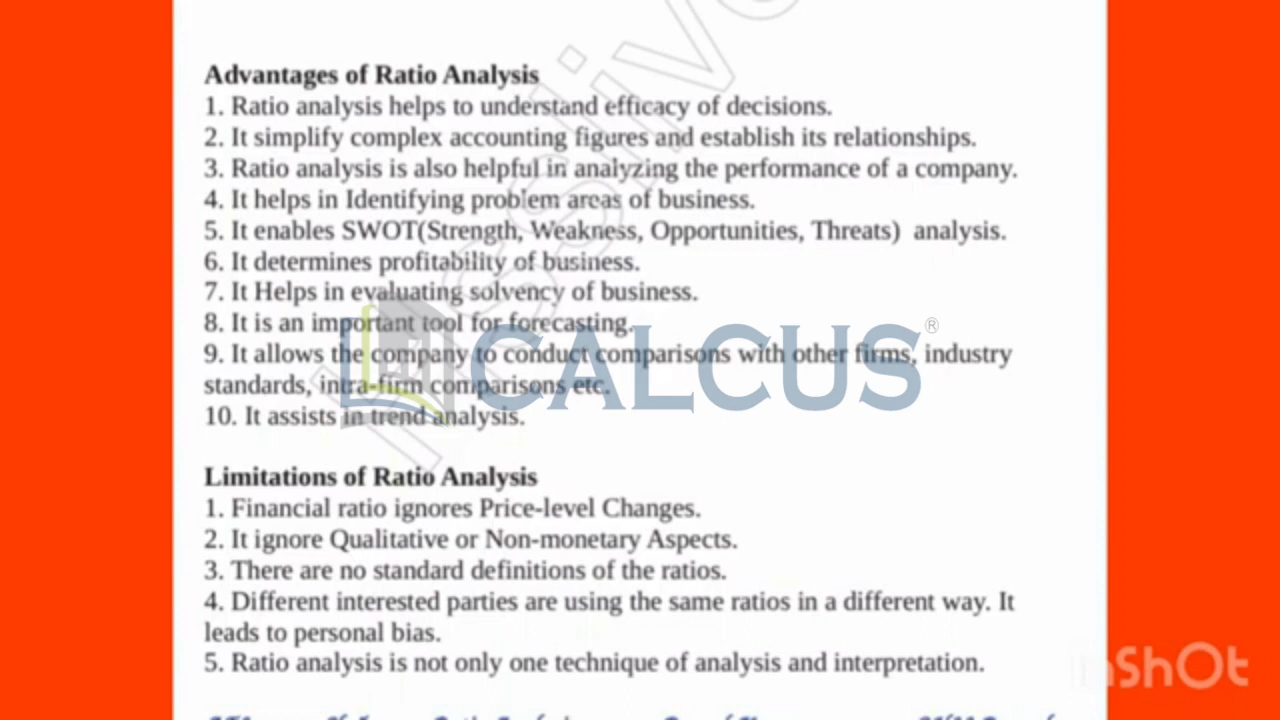 Advantages of Ratio Analysis
1. Ratio analysis helps to understand efficacy of decisions.
2. It simplify complex accounting figures and establish its relationships.
3. Ratio analysis is also helpful in analyzing the performance of a company.
4. It helps in Identifying problem areas of business.
5. It enables SWOT(Strength, Weakness, Opportunities, Threats) analysis.
6. It determines profitability of business.
7. It Helps in evaluating solvency of business.
8. It is an important tool for forecasting.
CALCUS®
9. It allows the company to conduct comparisons with other firms, industry
standards, intra-firm comparisons etc.
10. It assists in trend analysis.
Limitations of Ratio Analysis
1. Financial ratio ignores Price-level Changes.
2. It ignore Qualitative or Non-monetary Aspects.
3. There are no standard definitions of the ratios.
4. Different interested parties are using the same ratios in a different way. It
leads to personal bias.
5. Ratio analysis is not only one technique of analysis and interpretation.
InShOt